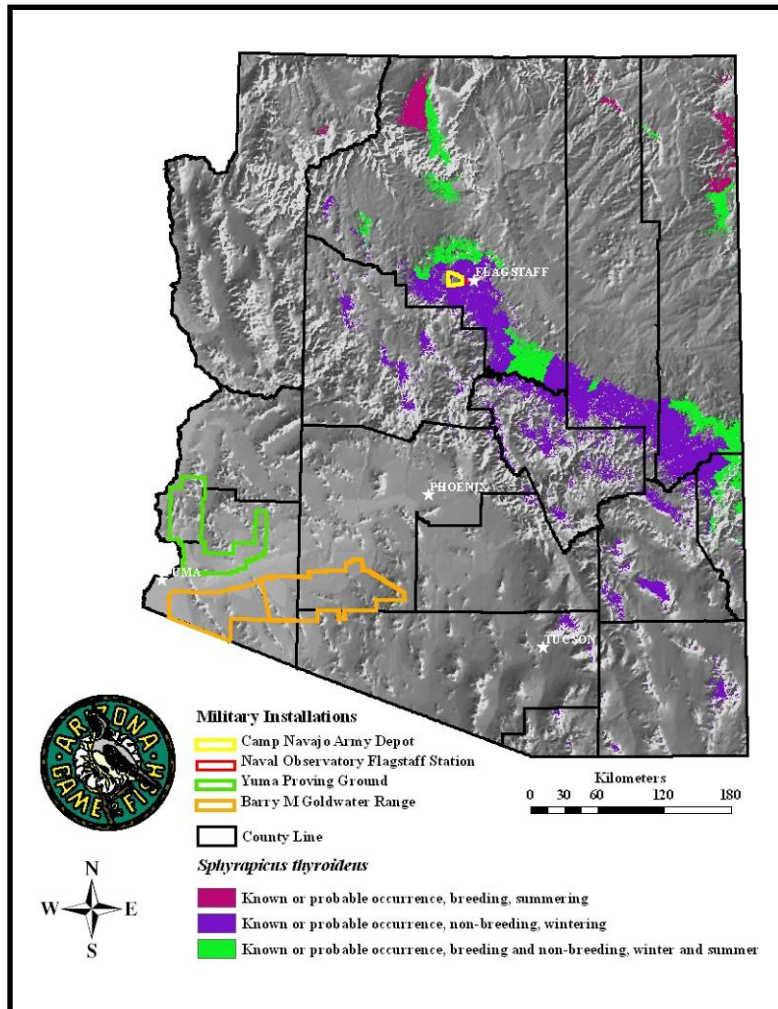 FLAGSTAFF
PHOENIX
YUMA
TUCSON
ARIZONA
GAME & FISH
Military Installations
Camp Navajo Army Depot
Naval Observatory Flagstaff Station
Yuma Proving Ground
Barry M Goldwater Range
County Line
Kilometers
0 15 30 60 120 180
N
W E
S
Sphyrapicus thyroideus
Known or probable occurrence, breeding, summering
Known or probable occurrence, non-breeding, wintering
Known or probable occurrence, breeding and non-breeding, winter and summer